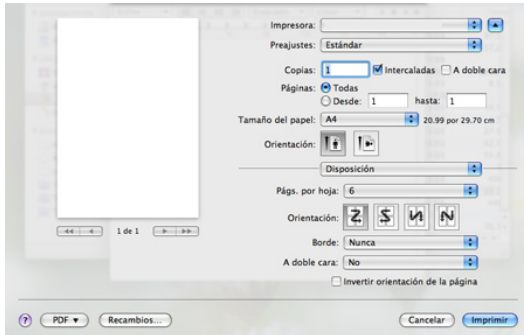 Impresora:
Preajustes: Estándar
Copias: 1 Intercaladas A doble cara
Páginas: Todas
Desde: 1 hasta: 1
Tamaño del papel: A4 20.99 por 29.70 cm
Orientación:
Disposición
Págs. por hoja: 6
Orientación:
1 de 1
Borde: Nunca
A doble cara: No
Invertir orientación de la página
? PDF Recambios... Cancelar Imprimir